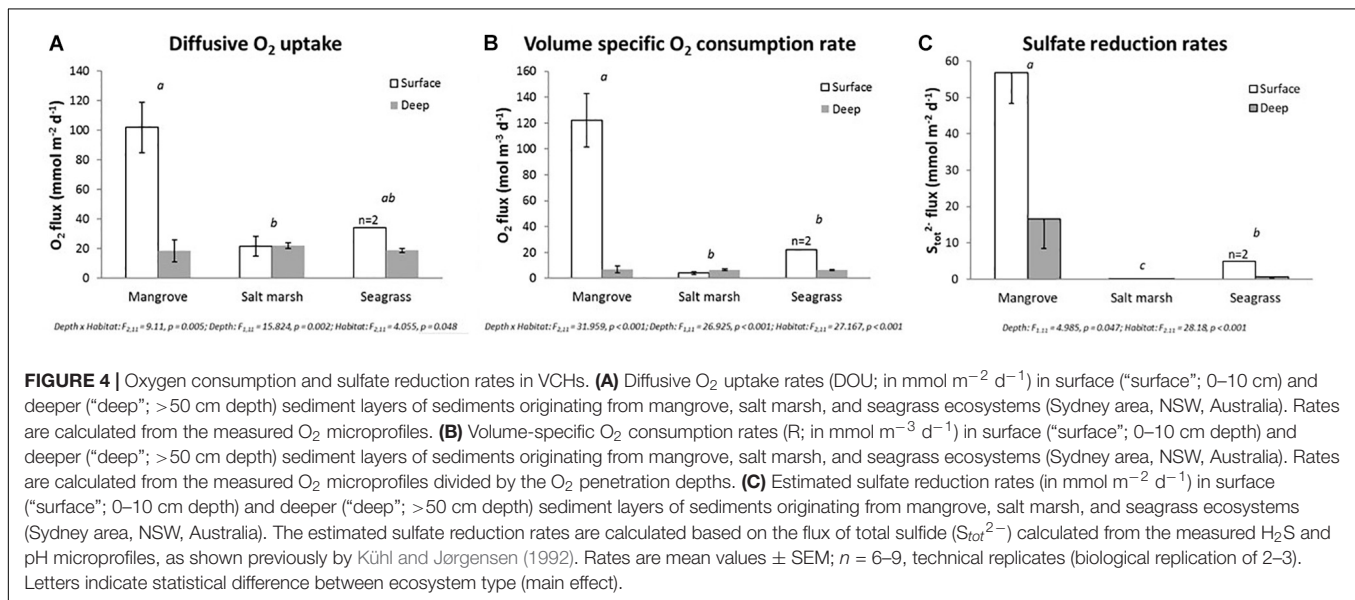 A Diffusive O2 uptake
140
120
100
80
60
40
20
0
O2 flux (mmol m-2 d-1)
a
b
ab
n=2
Surface
Deep
Mangrove Salt marsh Seagrass
Depth x Habitat: F2,11 = 9.11, p = 0.005; Depth: F1,11 = 15.824, p = 0.002; Habitat: F2,11 = 4.055, p = 0.048
B Volume specific O2 consumption rate
160
140
120
100
80
60
40
20
0
O2 flux (mol m-3 d-1)
a
b
b
n=2
Surface
Deep
Mangrove Salt marsh Seagrass
Depth x Habitat: F2,11 = 31.959, p < 0.001; Depth: F1,11 = 26.925, p < 0.001; Habitat: F2,11 = 27.167, p < 0.001
C Sulfate reduction rates
60
50
40
30
20
10
0
Stot2- flux (mmol m-2 d-1)
a
c
b
n=2
Surface
Deep
Mangrove Salt marsh Seagrass
Depth: F1,11 = 4.985, p = 0.047; Habitat: F2,11 = 28.18, p < 0.001
FIGURE 4 | Oxygen consumption and sulfate reduction rates in VCHs. (A) Diffusive O2 uptake rates (DOU; in mmol m−2 d−1) in surface (“surface”; 0–10 cm) and
deeper (“deep”; >50 cm depth) sediment layers of sediments originating from mangrove, salt marsh, and seagrass ecosystems (Sydney area, NSW, Australia). Rates
are calculated from the measured O2 microprofiles. (B) Volume-specific O2 consumption rates (R; in mmol m−3 d−1) in surface (“surface”; 0–10 cm depth) and
deeper (“deep”; >50 cm depth) sediment layers of sediments originating from mangrove, salt marsh, and seagrass ecosystems (Sydney area, NSW, Australia). Rates
are calculated from the measured O2 microprofiles divided by the O2 penetration depths. (C) Estimated sulfate reduction rates (in mmol m−2 d−1) in surface
(“surface”; 0–10 cm depth) and deeper (“deep”; >50 cm depth) sediment layers of sediments originating from mangrove, salt marsh, and seagrass ecosystems
(Sydney area, NSW, Australia). The estimated sulfate reduction rates are calculated based on the flux of total sulfide (Stot2−) calculated from the measured H2S and
pH microprofiles, as shown previously by Kühl and Jørgensen (1992). Rates are mean values ± SEM; n = 6–9, technical replicates (biological replication of 2–3).
Letters indicate statistical difference between ecosystem type (main effect).